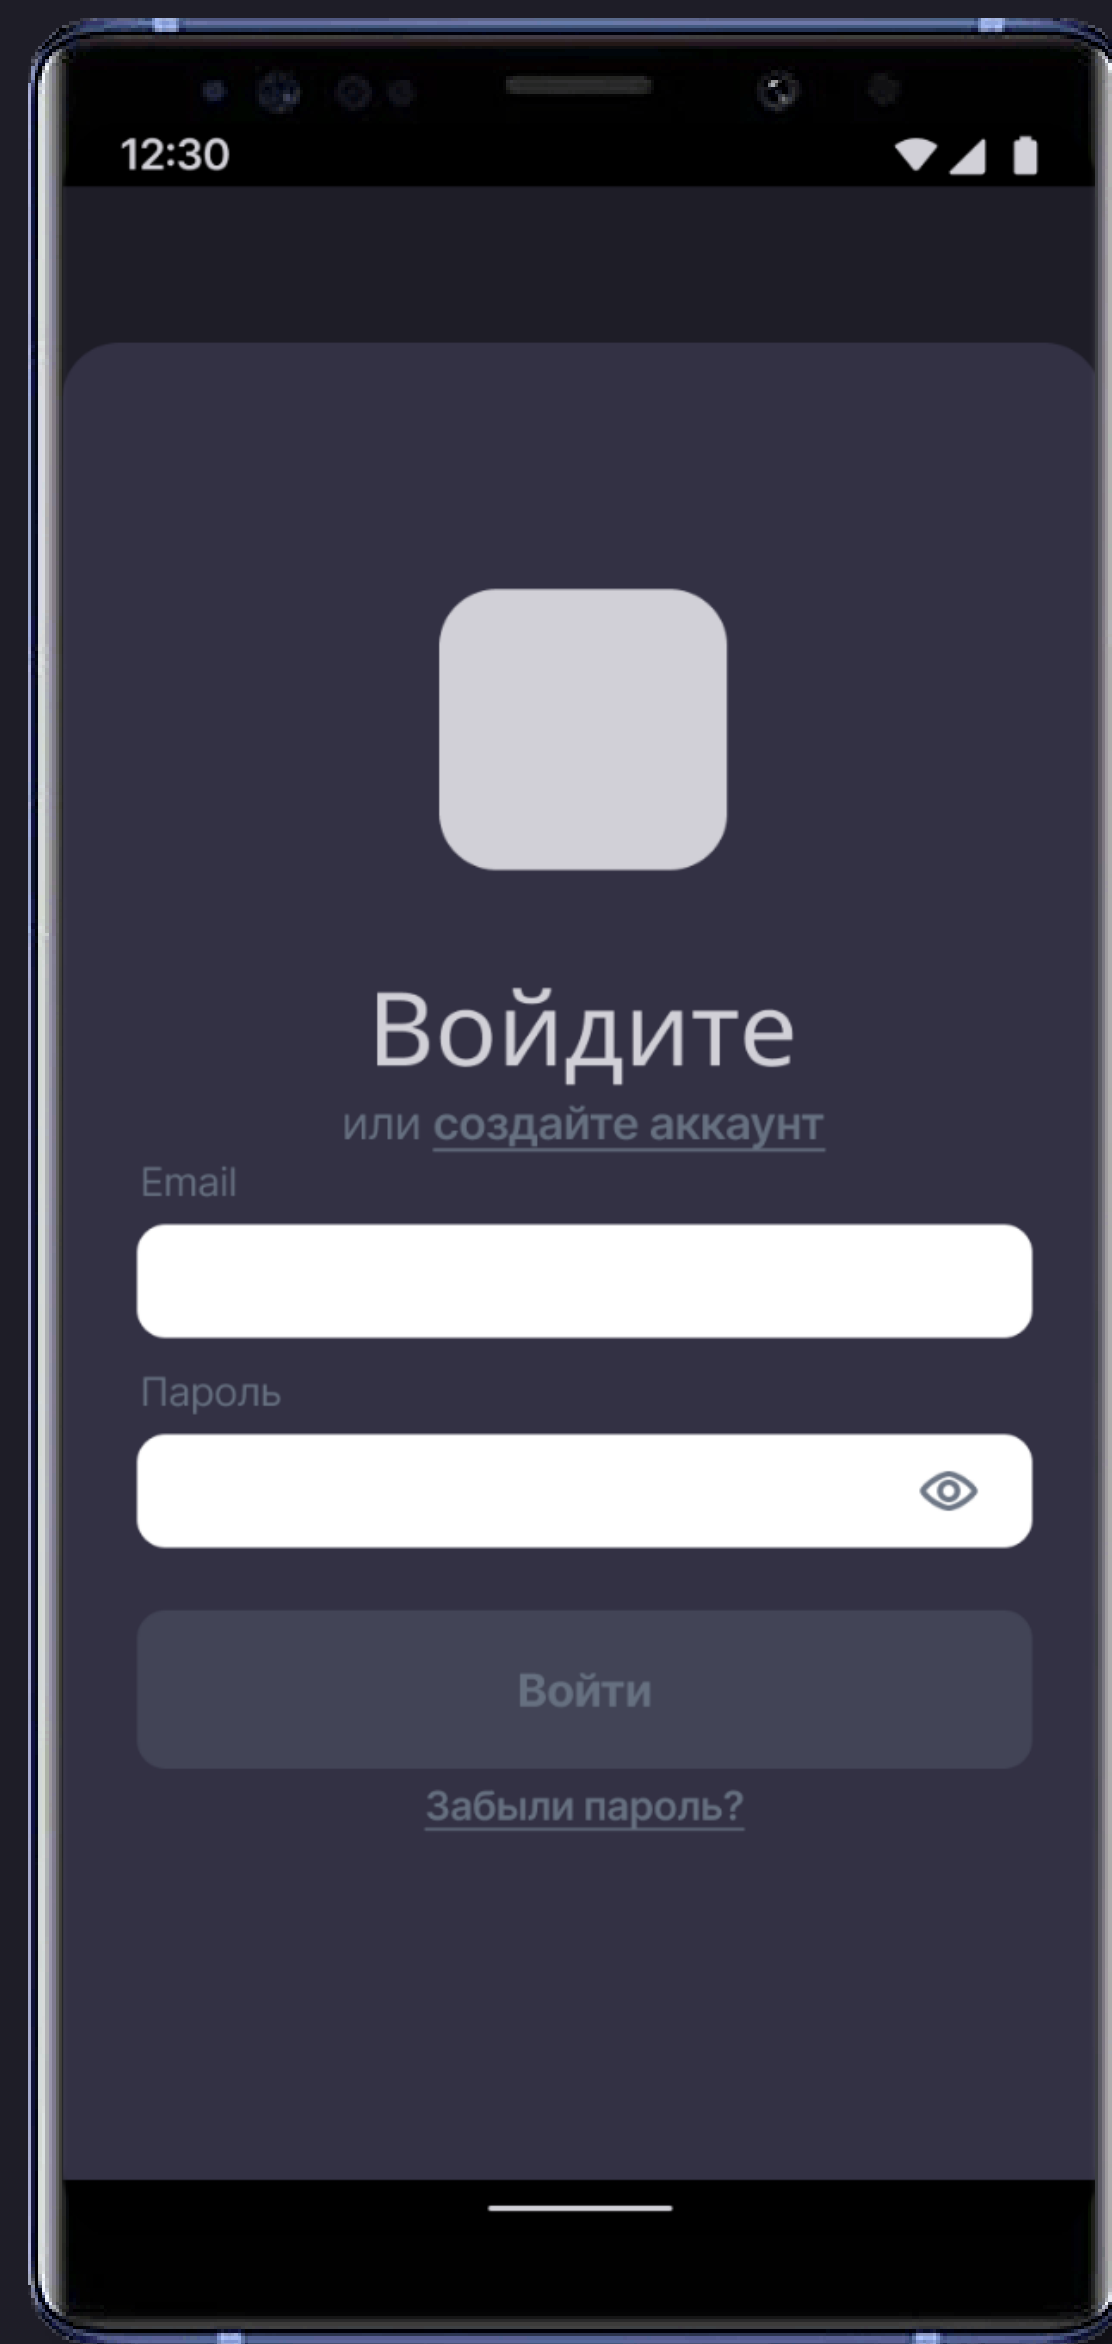 12:30
Войдите
или создайте аккаунт
Email
Пароль
Войти
Забыли пароль?